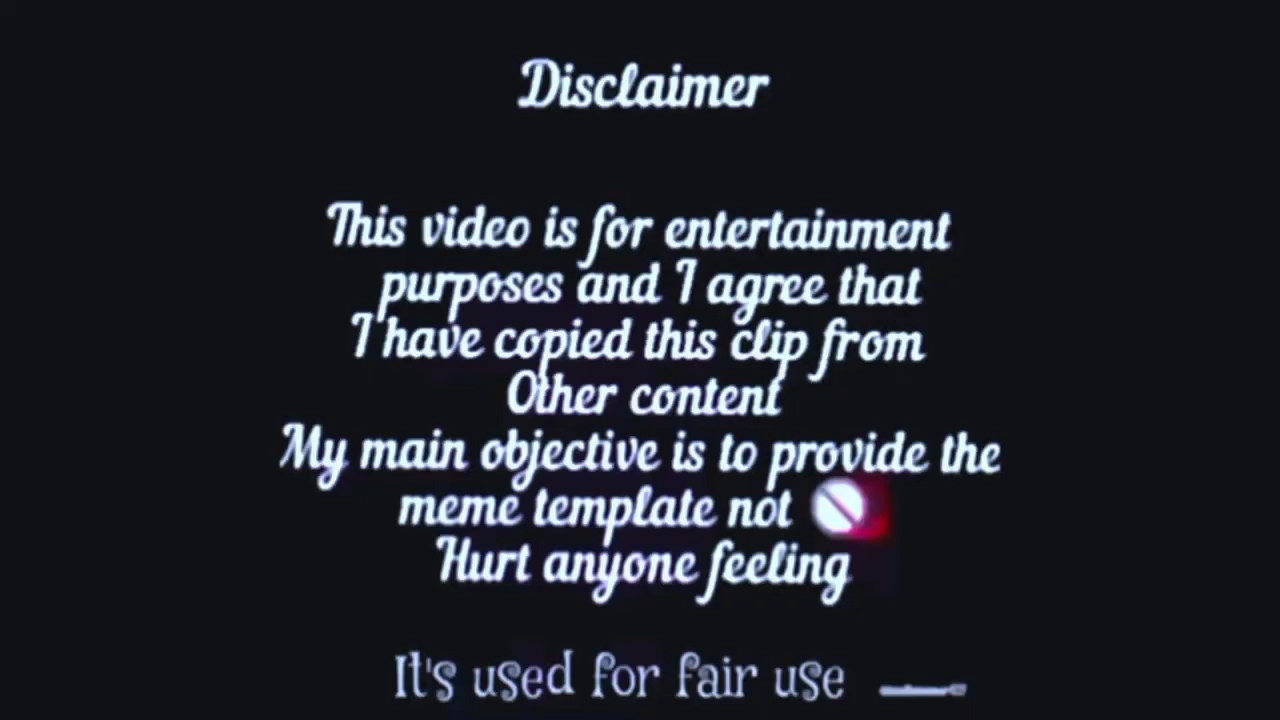 Disclaimer
This video is for entertainment
purposes and I agree that
I have copied this clip from
Other content
My main objective is to provide the
meme template not
Hurt anyone feeling
It's used for fair use